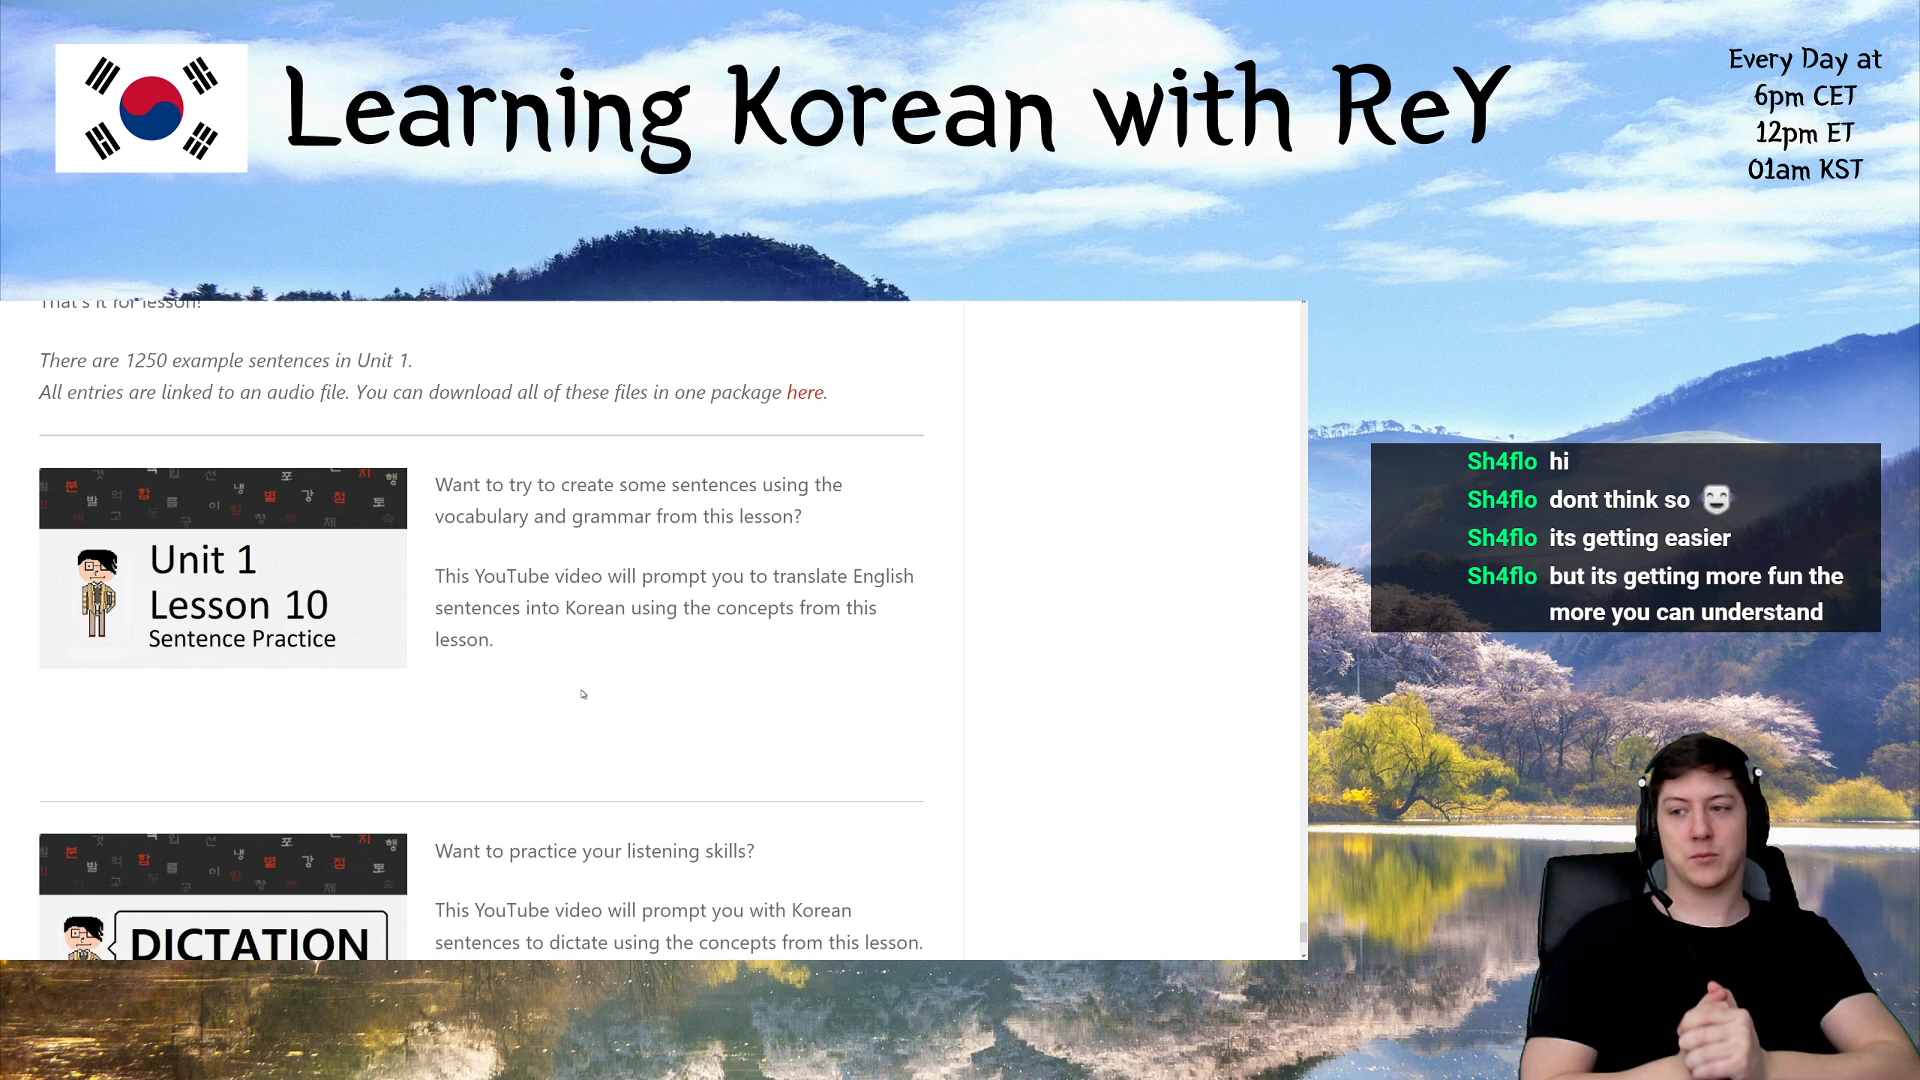 Learning Korean with ReY
Every Day at
6pm CET
12pm ET
01am KST
That's it for lesson!
There are 1250 example sentences in Unit 1.
All entries are linked to an audio file. You can download all of these files in one package here.
Unit 1
Lesson 10
Sentence Practice
Want to try to create some sentences using the
vocabulary and grammar from this lesson?
This YouTube video will prompt you to translate English
sentences into Korean using the concepts from this
lesson.
DICTATION
Want to practice your listening skills?
This YouTube video will prompt you with Korean
sentences to dictate using the concepts from this lesson.
Sh4flo hi
Sh4flo dont think so
Sh4flo its getting easier
Sh4flo but its getting more fun the
more you can understand